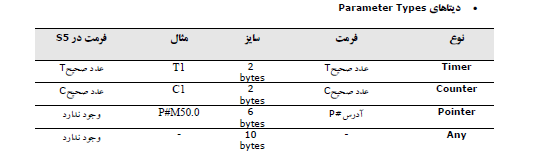 • دیتاهای Parameter Types
نوع فرمت سایز مثال فرمت در S5
Timer عدد صحیحT 2 bytes T1 عدد صحیحT
Counter عدد صحیحC 2 bytes C1 عدد صحیحC
Pointer آدرس#P 6 bytes P#M50.0 وجود ندارد
Any - 10 bytes - وجود ندارد